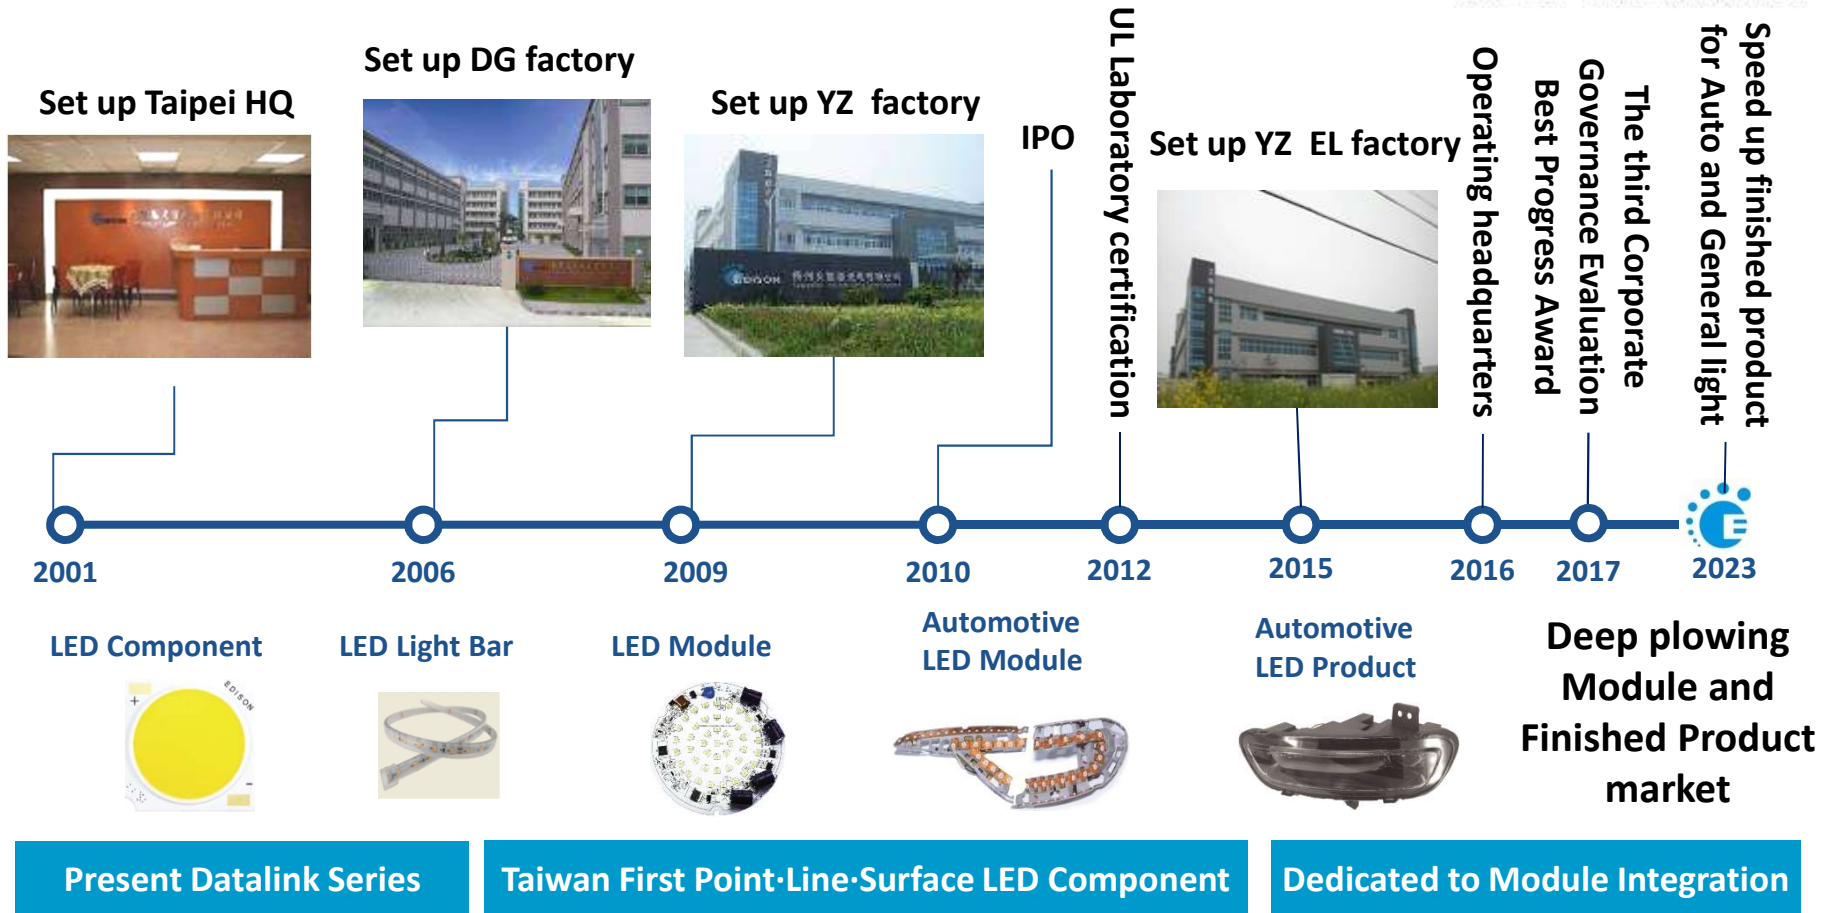 Set up Taipei HQ
Set up DG factory
Set up YZ factory
IPO
UL Laboratory certification
Set up YZ EL factory
Operating headquarters
The third Corporate
Governance Evaluation
Best Progress Award
Speed up finished product
for Auto and General light
EDISON
2001
2006
2009
2010
2012
2015
2016
2017
2023
E
LED Component
LED Light Bar
LED Module
Automotive
LED Module
Automotive
LED Product
EDISON
+
-
Deep plowing
Module and
Finished Product
market
Present Datalink Series
Taiwan First Point·Line·Surface LED Component
Dedicated to Module Integration